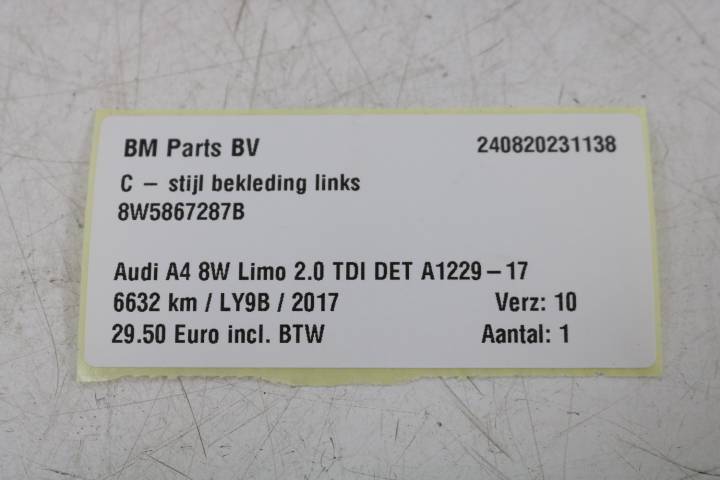 BM Parts BV 240820231138
C – stijl bekleding links
8W5867287B
Audi A4 8W Limo 2.0 TDI DET A1229 – 17
6632 km / LY9B / 2017 Verz: 10
29.50 Euro incl. BTW Aantal: 1